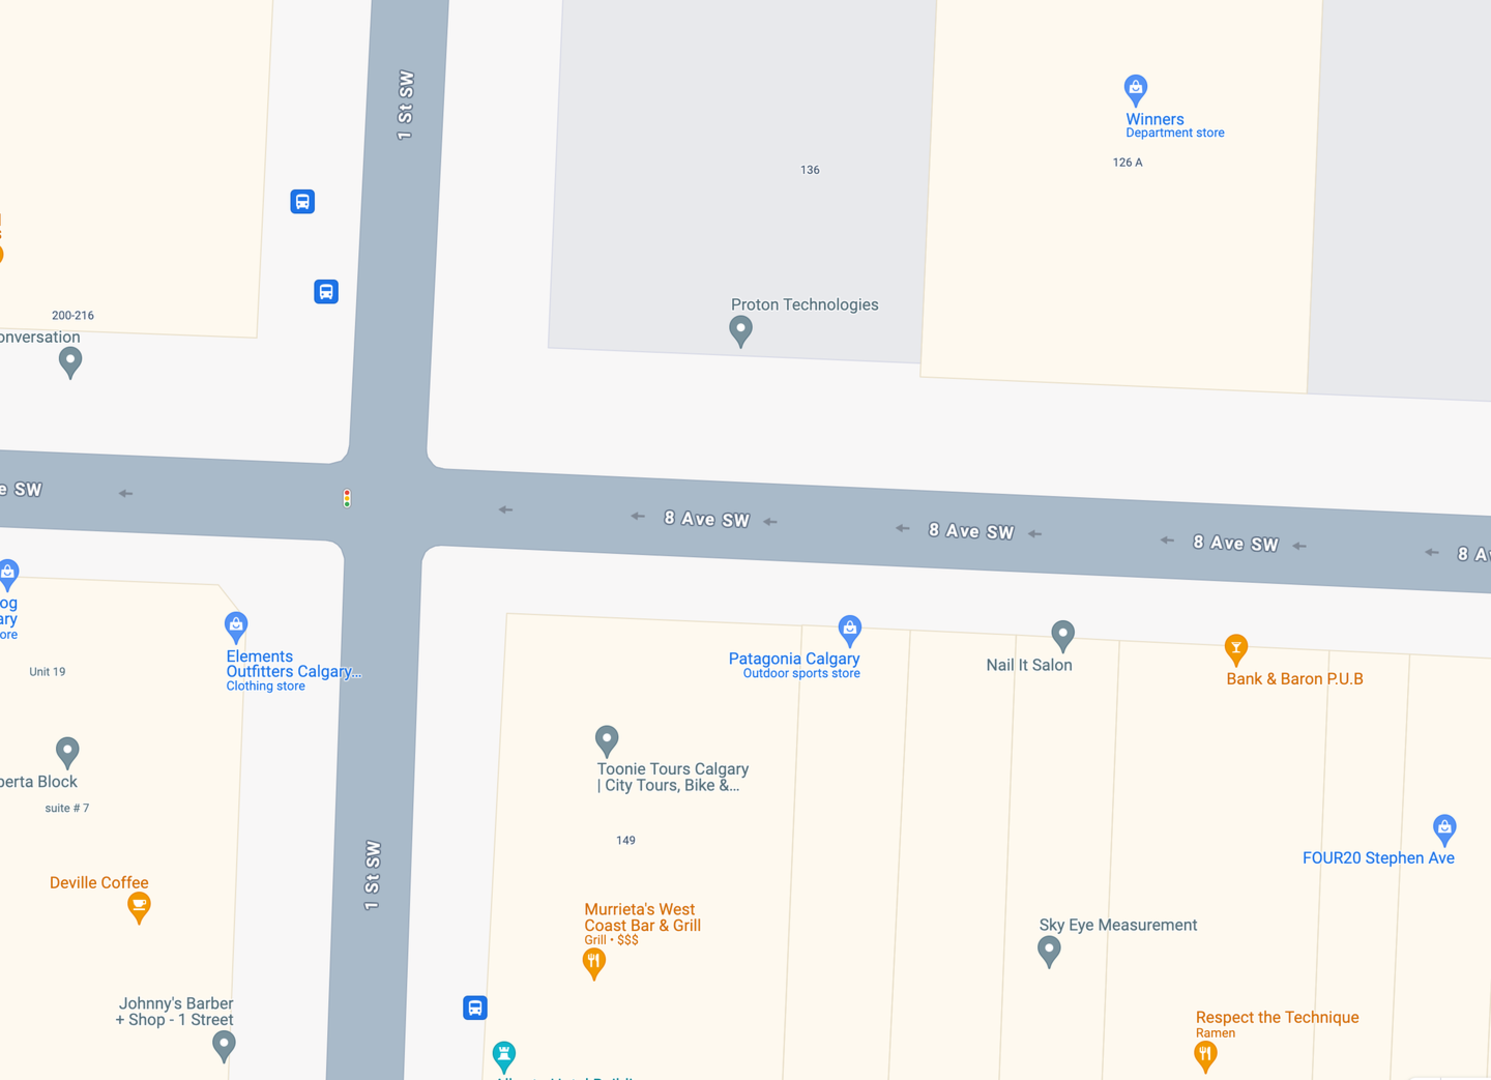 1 St SW
Winners
Department store
126 A
136
Proton Technologies
200-216
onversation
e SW
8 Ave SW
8 Ave SW
8 Ave SW
8 Av
og
ary
ore
Unit 19
Elements
Outfitters Calgary...
Clothing store
Patagonia Calgary
Outdoor sports store
Nail It Salon
Bank & Baron P.U.B
perta Block
suite # 7
Toonie Tours Calgary
| City Tours, Bike &...
149
1 St SW
FOUR20 Stephen Ave
Deville Coffee
Murrieta's West
Coast Bar & Grill
Grill • $$$
Sky Eye Measurement
Johnny's Barber
+ Shop - 1 Street
Respect the Technique
Ramen